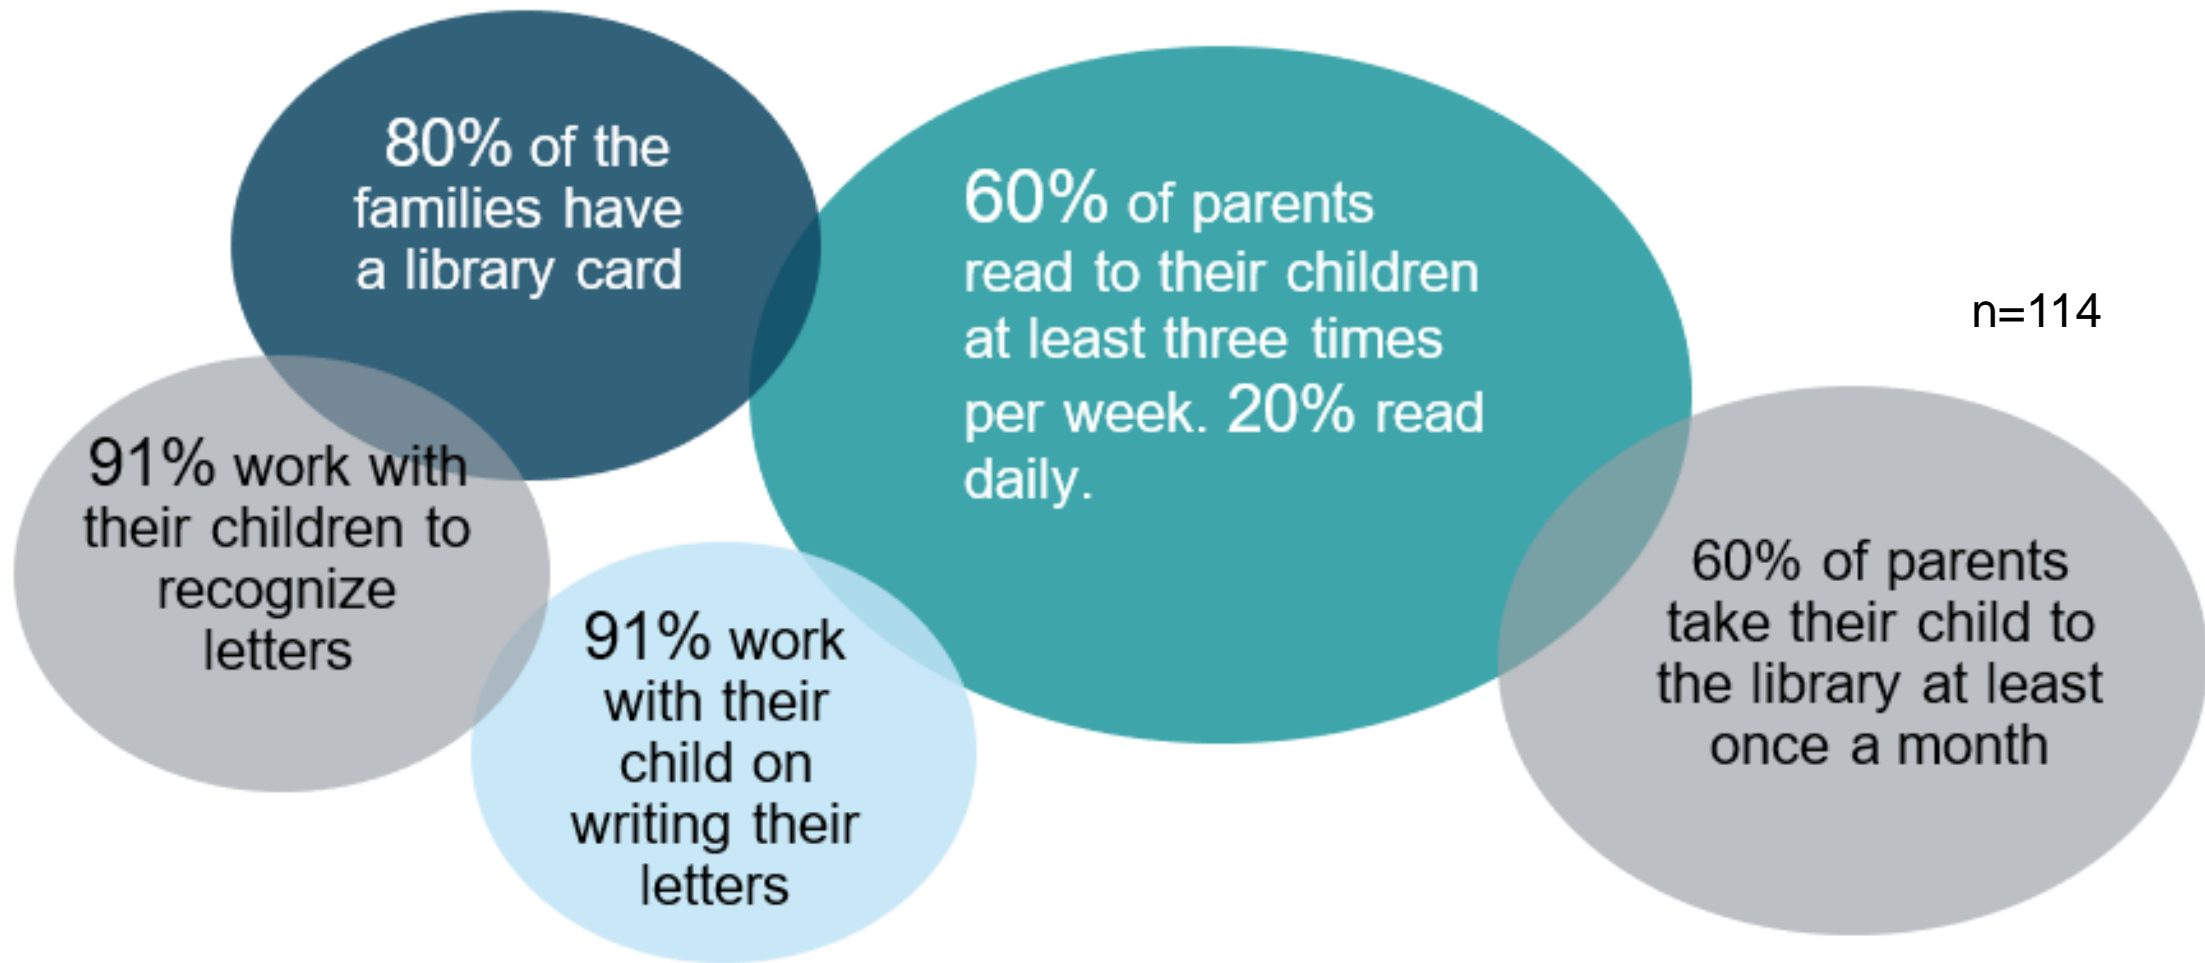 80% of the
families have
a library card
60% of parents
read to their children
at least three times
per week. 20% read
daily.
n=114
91% work with
their children to
recognize
letters
91% work
with their
child on
writing their
letters
60% of parents
take their child to
the library at least
once a month